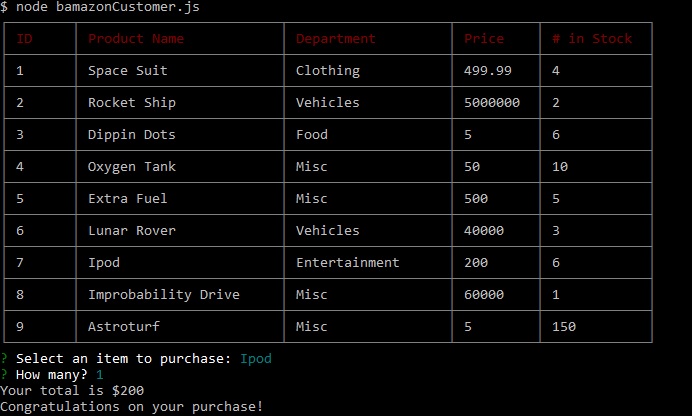 $ node bamazonCustomer.js
ID Product Name Department Price # in Stock
1 Space Suit Clothing 499.99 4
2 Rocket Ship Vehicles 5000000 2
3 Dippin Dots Food 5 6
4 Oxygen Tank Misc 50 10
5 Extra Fuel Misc 500 5
6 Lunar Rover Vehicles 40000 3
7 Ipod Entertainment 200 6
8 Improbability Drive Misc 60000 1
9 Astroturf Misc 5 150
? Select an item to purchase: Ipod
? How many? 1
Your total is $200
Congratulations on your purchase!